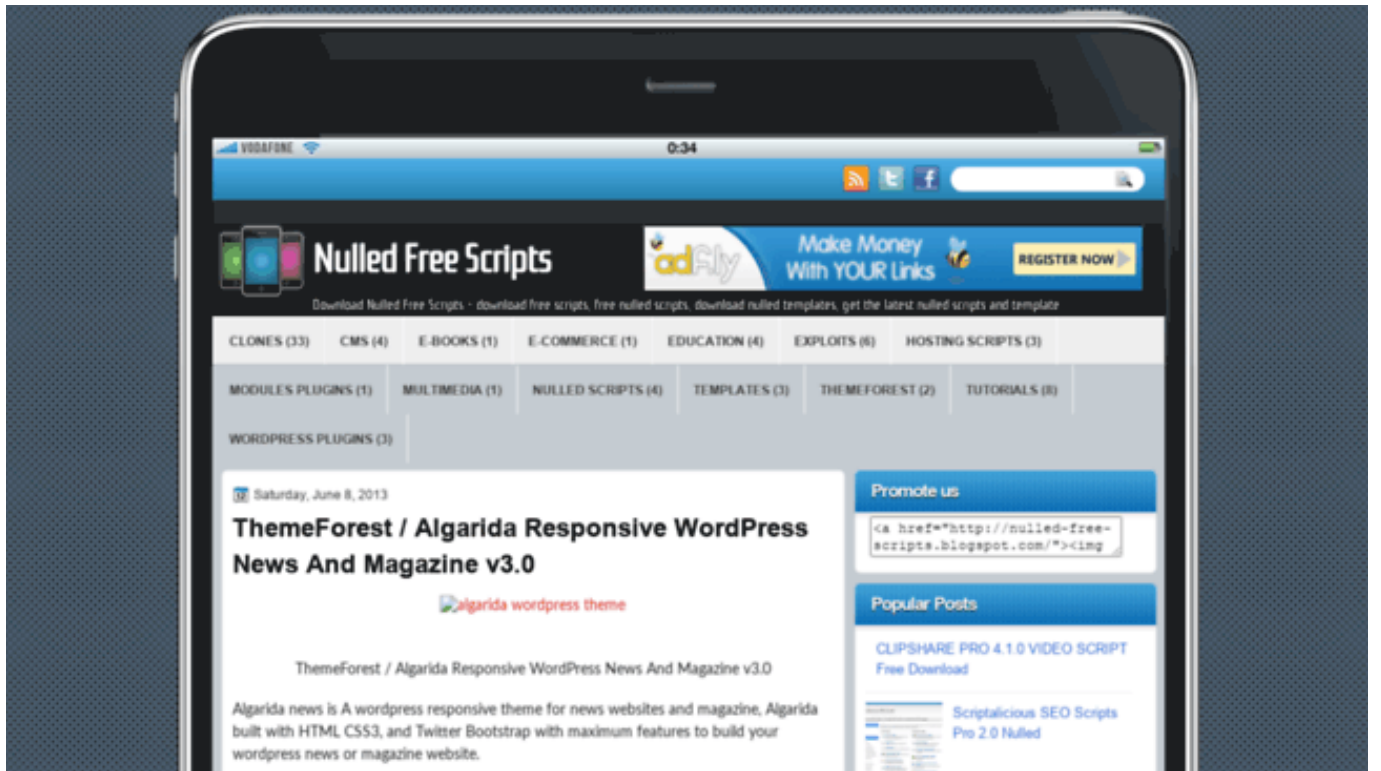 VODAFONE
0:34
Nulled Free Scripts
adfly
Make Money
With YOUR Links
REGISTER NOW
Download Nulled Free Scripts - download free scripts, free nulled scripts, download nulled templates, get the latest nulled scripts and template
CLONES (33) CMS (4) E-BOOKS (1) E-COMMERCE (1) EDUCATION (4) EXPLOITS (6) HOSTING SCRIPTS (3)
MODULES PLUGINS (1) MULTIMEDIA (1) NULLED SCRIPTS (4) TEMPLATES (3) THEMEFOREST (2) TUTORIALS (8)
WORDPRESS PLUGINS (3)
Saturday, June 8, 2013
ThemeForest / Algarida Responsive WordPress
News And Magazine v3.0
algarida wordpress theme
ThemeForest / Algarida Responsive WordPress News And Magazine v3.0
Algarida news is A wordpress responsive theme for news websites and magazine, Algarida
built with HTML CSS3, and Twitter Bootstrap with maximum features to build your
wordpress news or magazine website.
Promote us
<a href="http://nulled-free-
scripts.blogspot.com/"><img
Popular Posts
CLIPSHARE PRO 4.1.0 VIDEO SCRIPT
Free Download
Scriptalicious SEO Scripts
Pro 2.0 Nulled